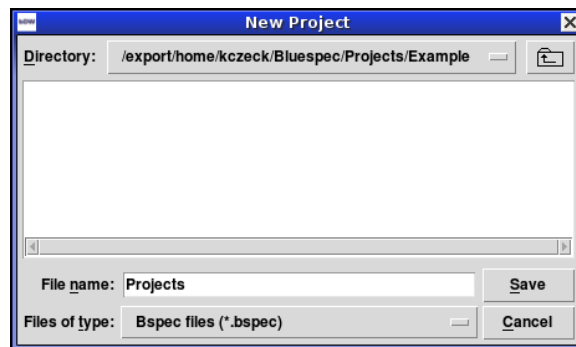 New Project
Directory: /export/home/kczeck/Bluespec/Projects/Example
File name: Projects Save
Files of type: Bspec files (*.bspec) Cancel